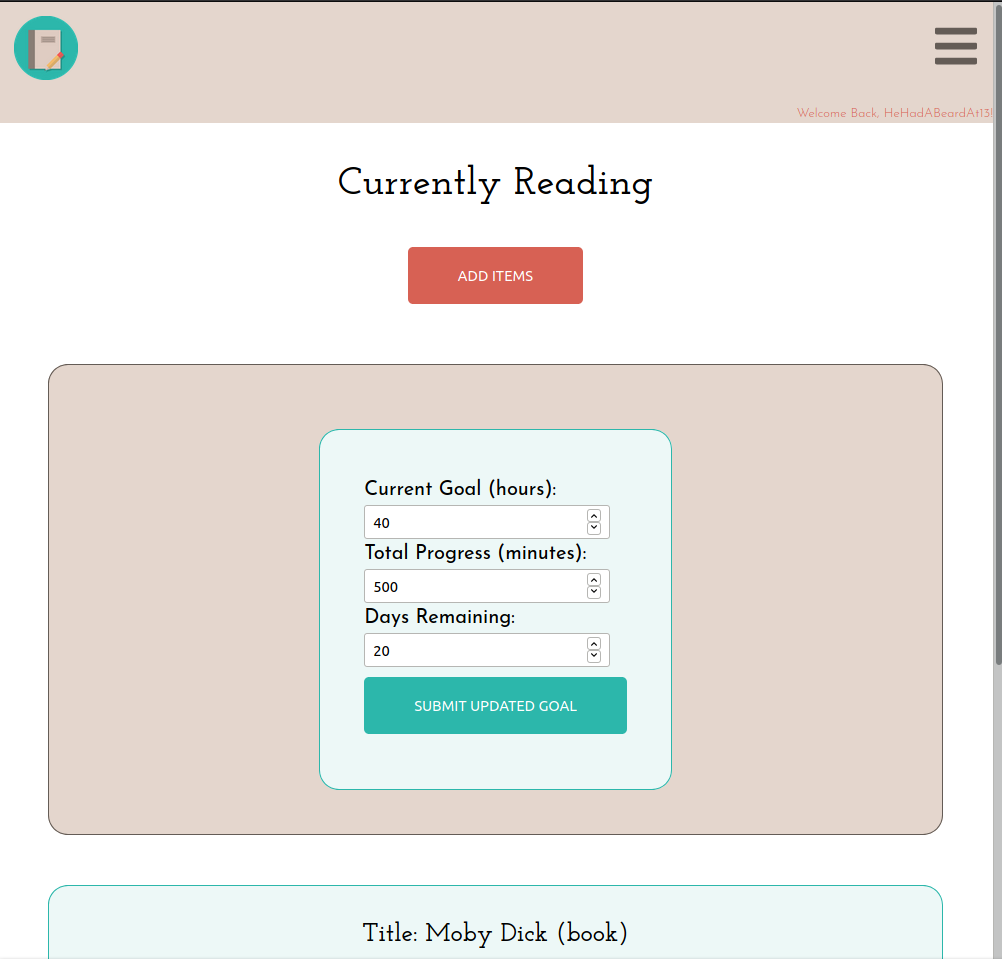 Welcome Back, HeHadABeardAt13!
Currently Reading
ADD ITEMS
Current Goal (hours):
40
Total Progress (minutes):
500
Days Remaining:
20
SUBMIT UPDATED GOAL
Title: Moby Dick (book)